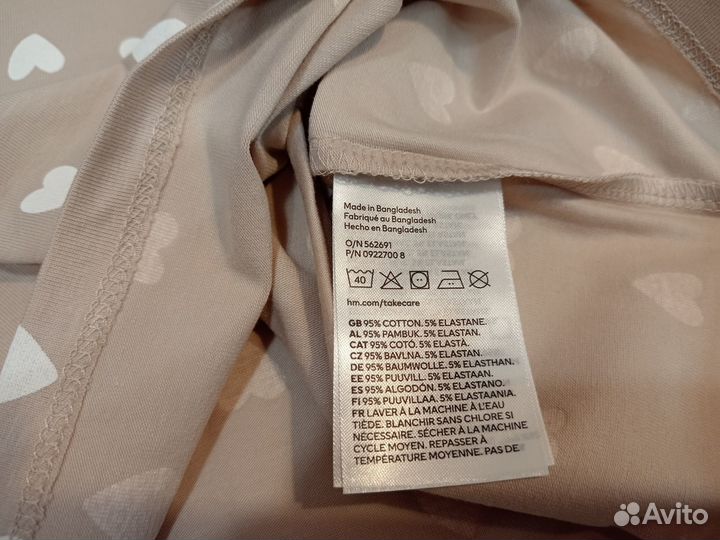 Made in Bangladesh
Fabriqué au Bangladesh
Hecho en Bangladesh
O/N 562691
P/N 0922700 8
40
hm.com/takecare
GB 95% COTTON. 5% ELASTANE.
AL 95% PAMBUK. 5% ELASTAN.
CAT 95% COTÓ. 5% ELASTÀ.
CZ 95% BAVLNA. 5% ELASTAN.
DE 95% BAUMWOLLE. 5% ELASTHAN.
EE 95% PUUVILL. 5% ELASTAAN.
ES 95% ALGODÓN. 5% ELASTANO.
FI 95% PUUVILLAA. 5% ELASTAANIA.
FR LAVER À LA MACHINE À L'EAU
TIÈDE. BLANCHIR SANS CHLORE SI
NÉCESSAIRE. SÉCHER À LA MACHINE
CYCLE MOYEN. REPASSER À
TEMPÉRATURE MOYENNE. PAS DE
Avito